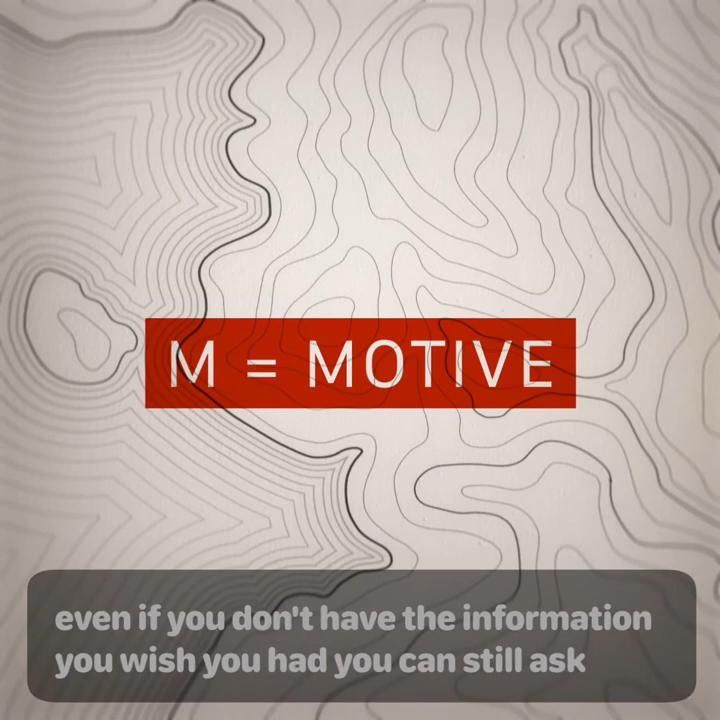 M = MOTIVE
even if you don't have the information
you wish you had you can still ask